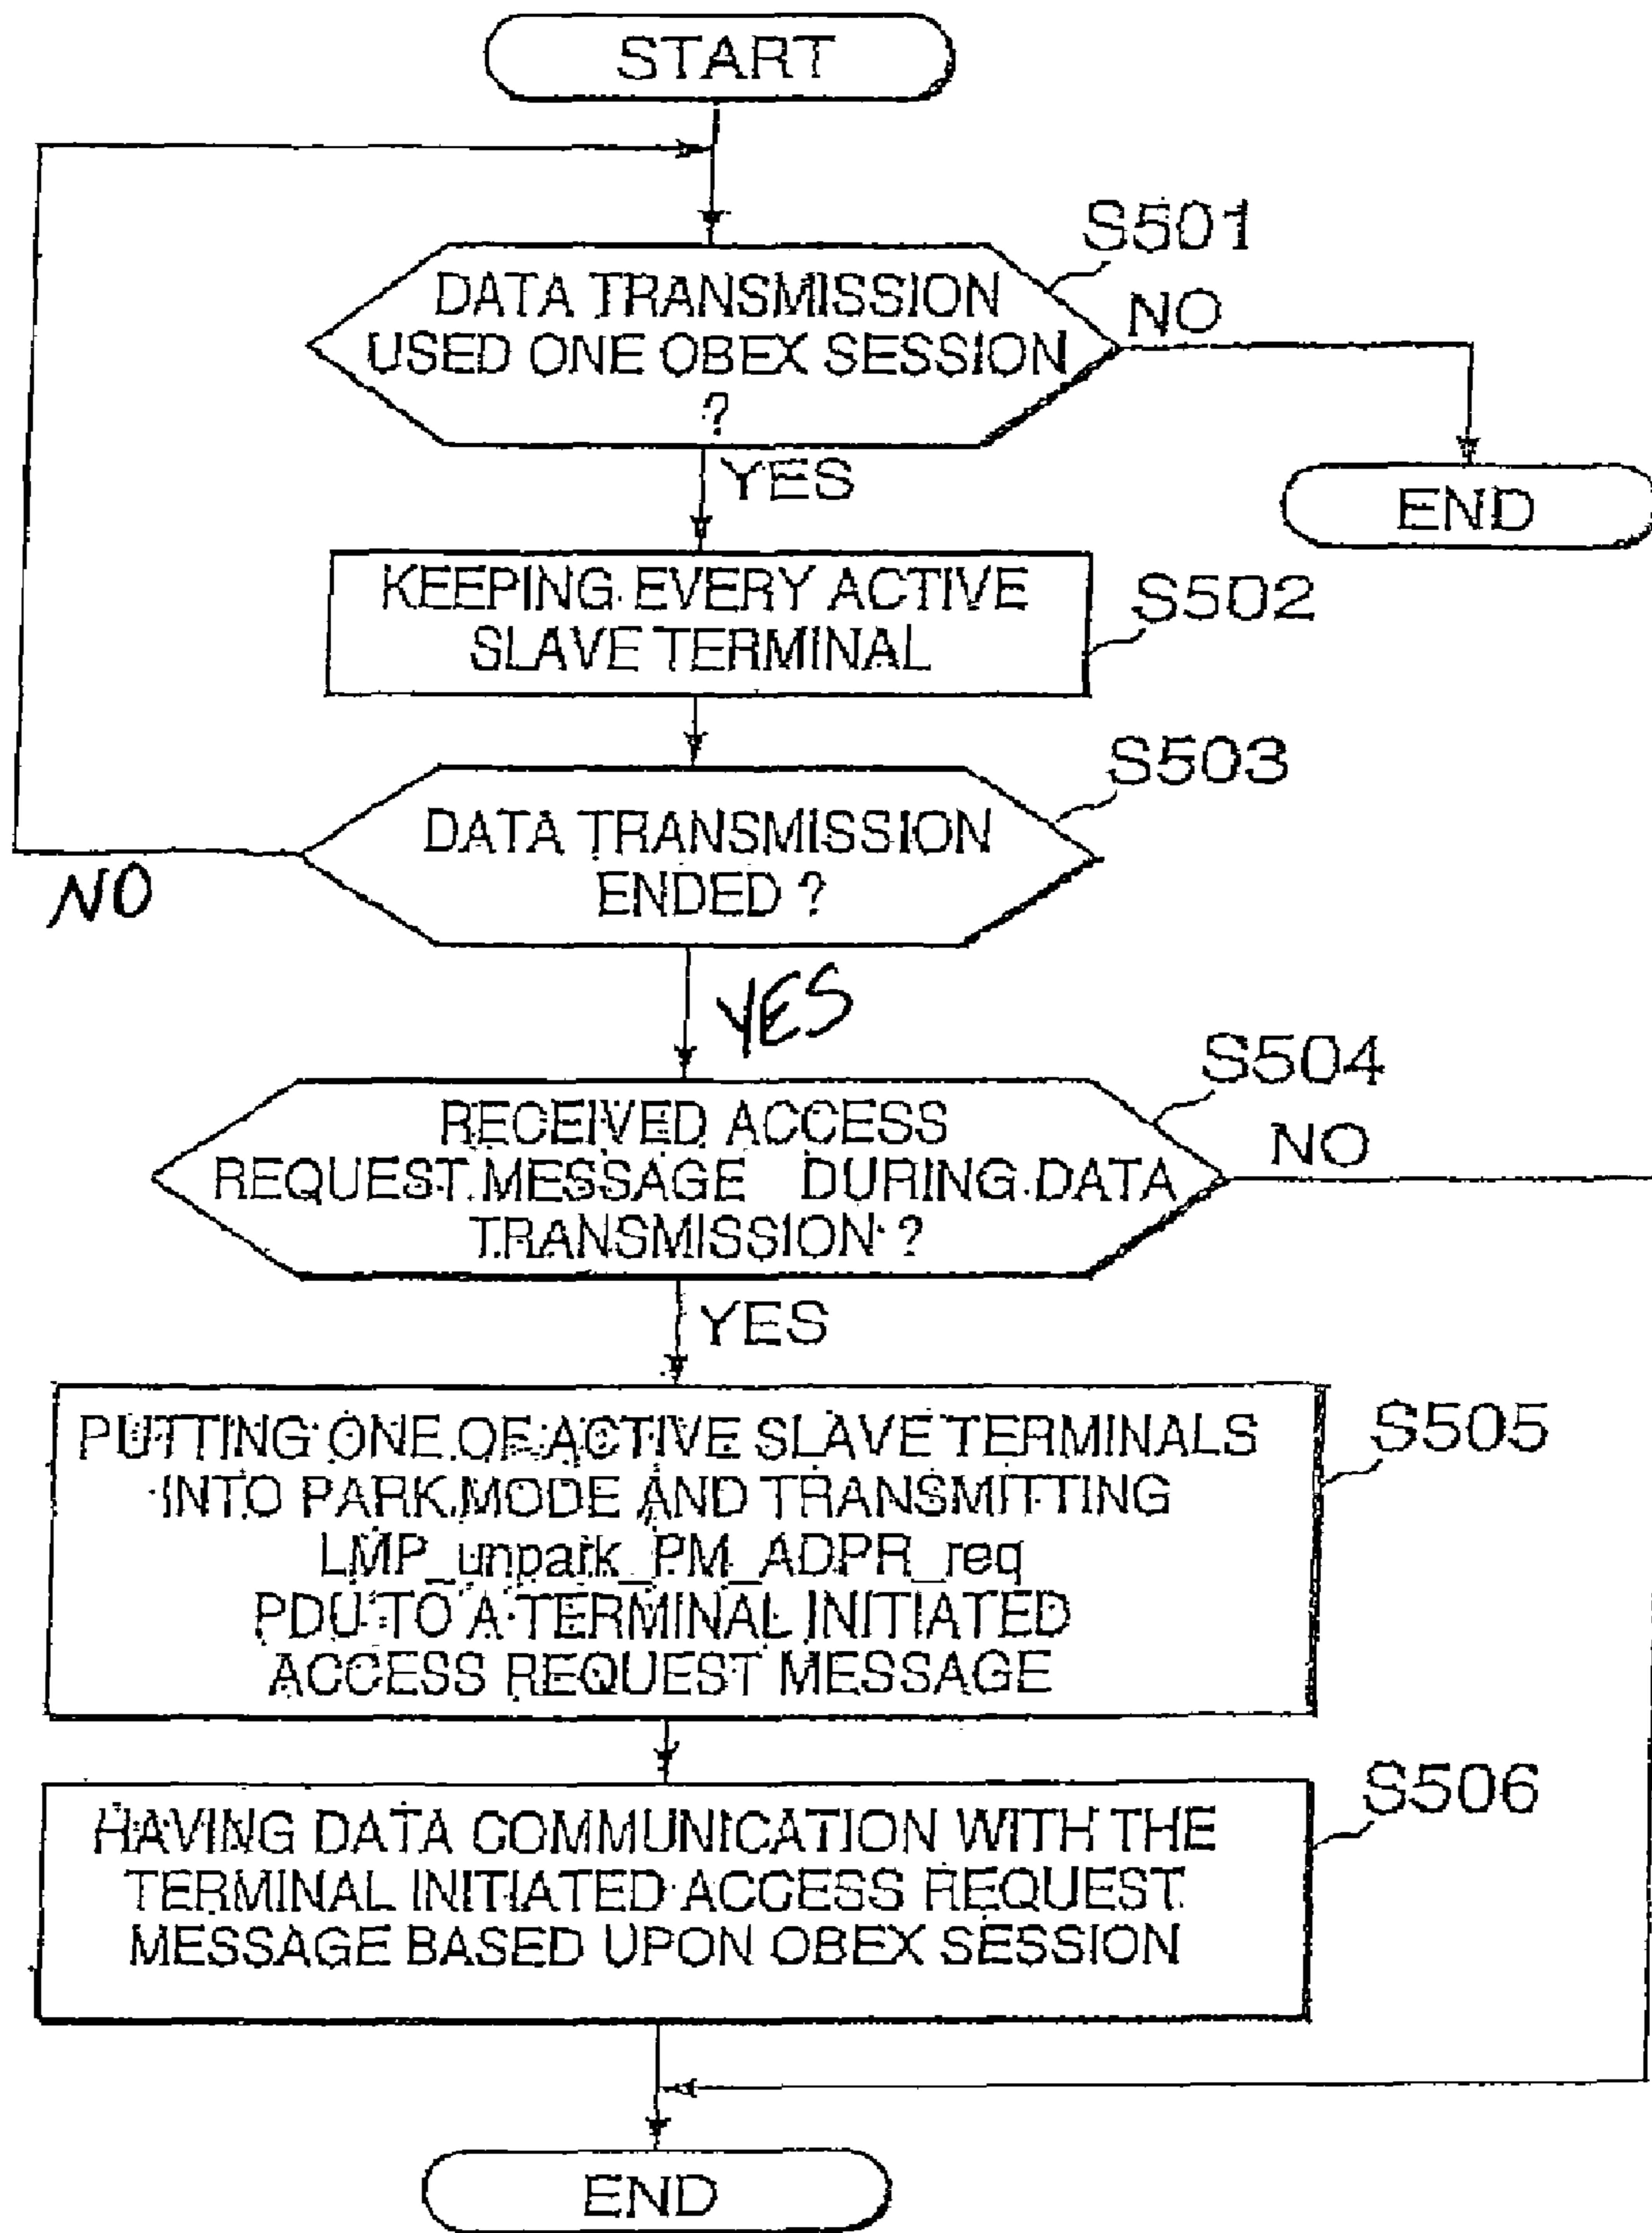 START
S501
DATA TRANSMISSION
USED ONE OBEX SESSION
?
NO
YES
END
KEEPING EVERY ACTIVE
SLAVE TERMINAL
S502
S503
DATA TRANSMISSION
ENDED ?
NO
YES
S504
RECEIVED ACCESS
REQUEST MESSAGE DURING DATA
TRANSMISSION ?
NO
YES
PUTTING ONE OF ACTIVE SLAVE TERMINALS
INTO PARK MODE AND TRANSMITTING
LMP_unpark_PM_ADPR_req
PDU TO A TERMINAL INITIATED
ACCESS REQUEST MESSAGE
S505
S506
HAVING DATA COMMUNICATION WITH THE
TERMINAL INITIATED ACCESS REQUEST
MESSAGE BASED UPON OBEX SESSION
END